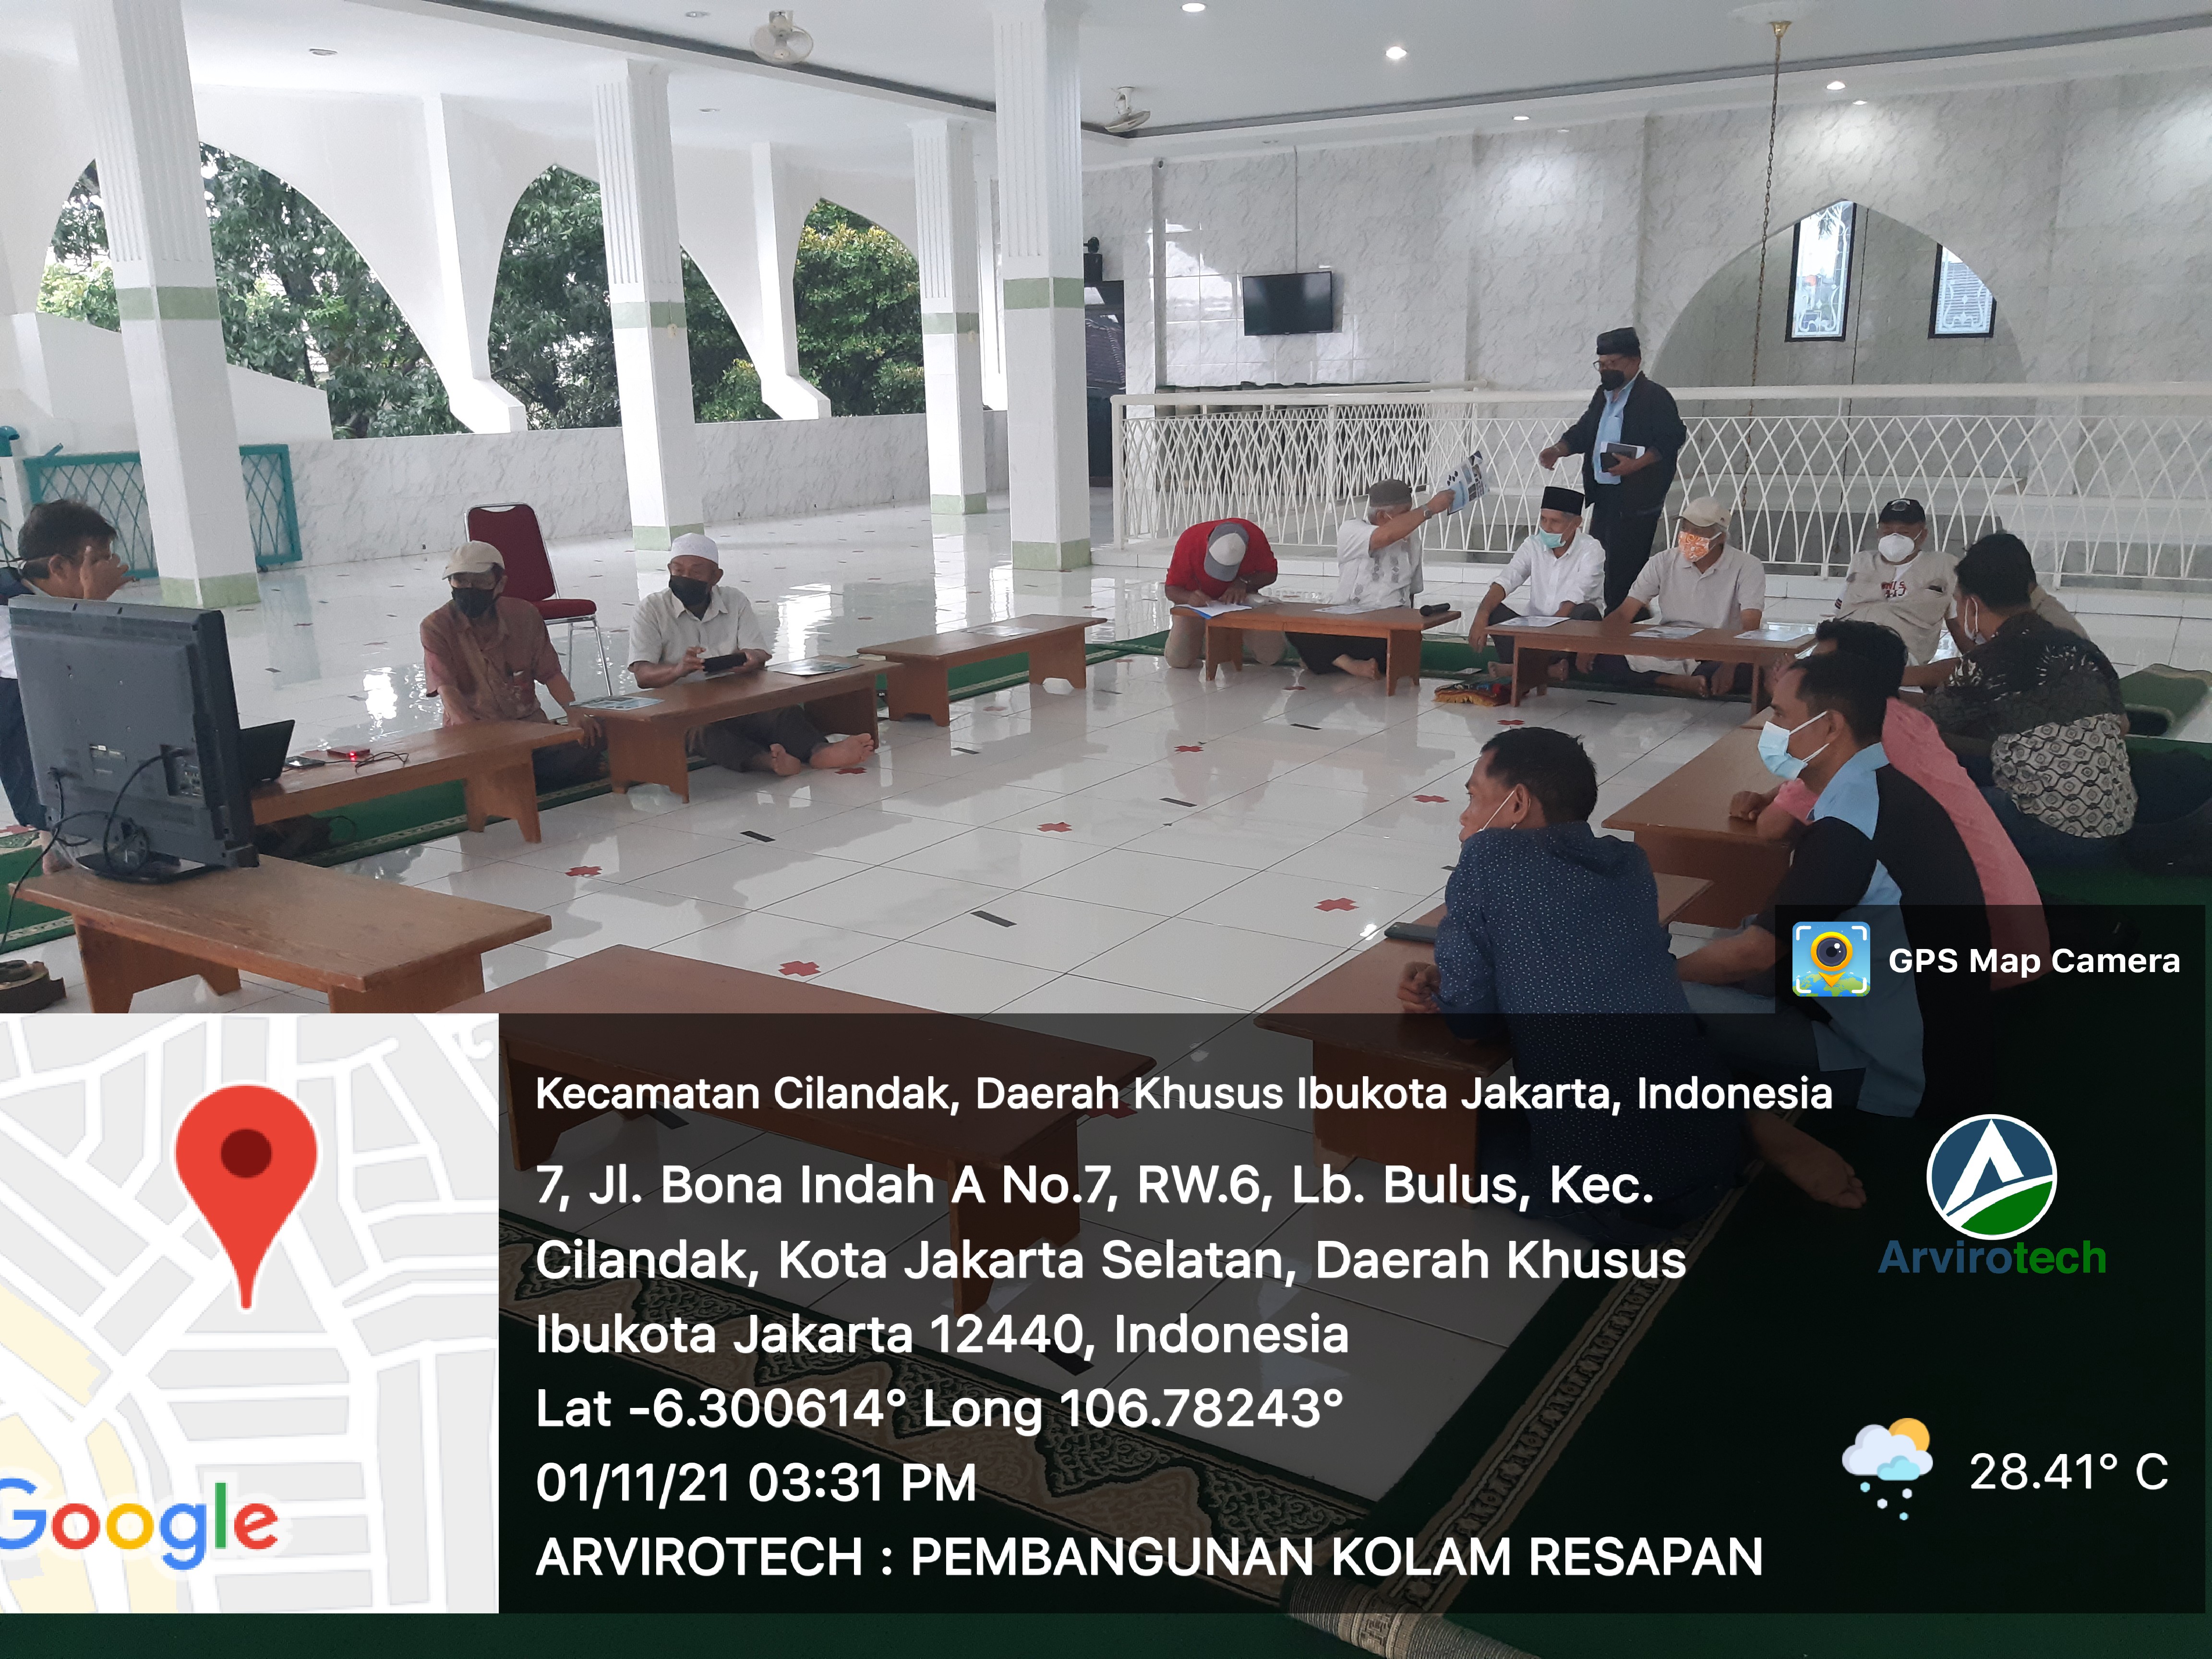 GPS Map Camera
Kecamatan Cilandak, Daerah Khusus Ibukota Jakarta, Indonesia
7, Jl. Bona Indah A No.7, RW.6, Lb. Bulus, Kec.
Cilandak, Kota Jakarta Selatan, Daerah Khusus
Ibukota Jakarta 12440, Indonesia
Lat -6.300614° Long 106.78243°
01/11/21 03:31 PM
ARVIROTECH : PEMBANGUNAN KOLAM RESAPAN
Arvirotech
28.41° C
Google